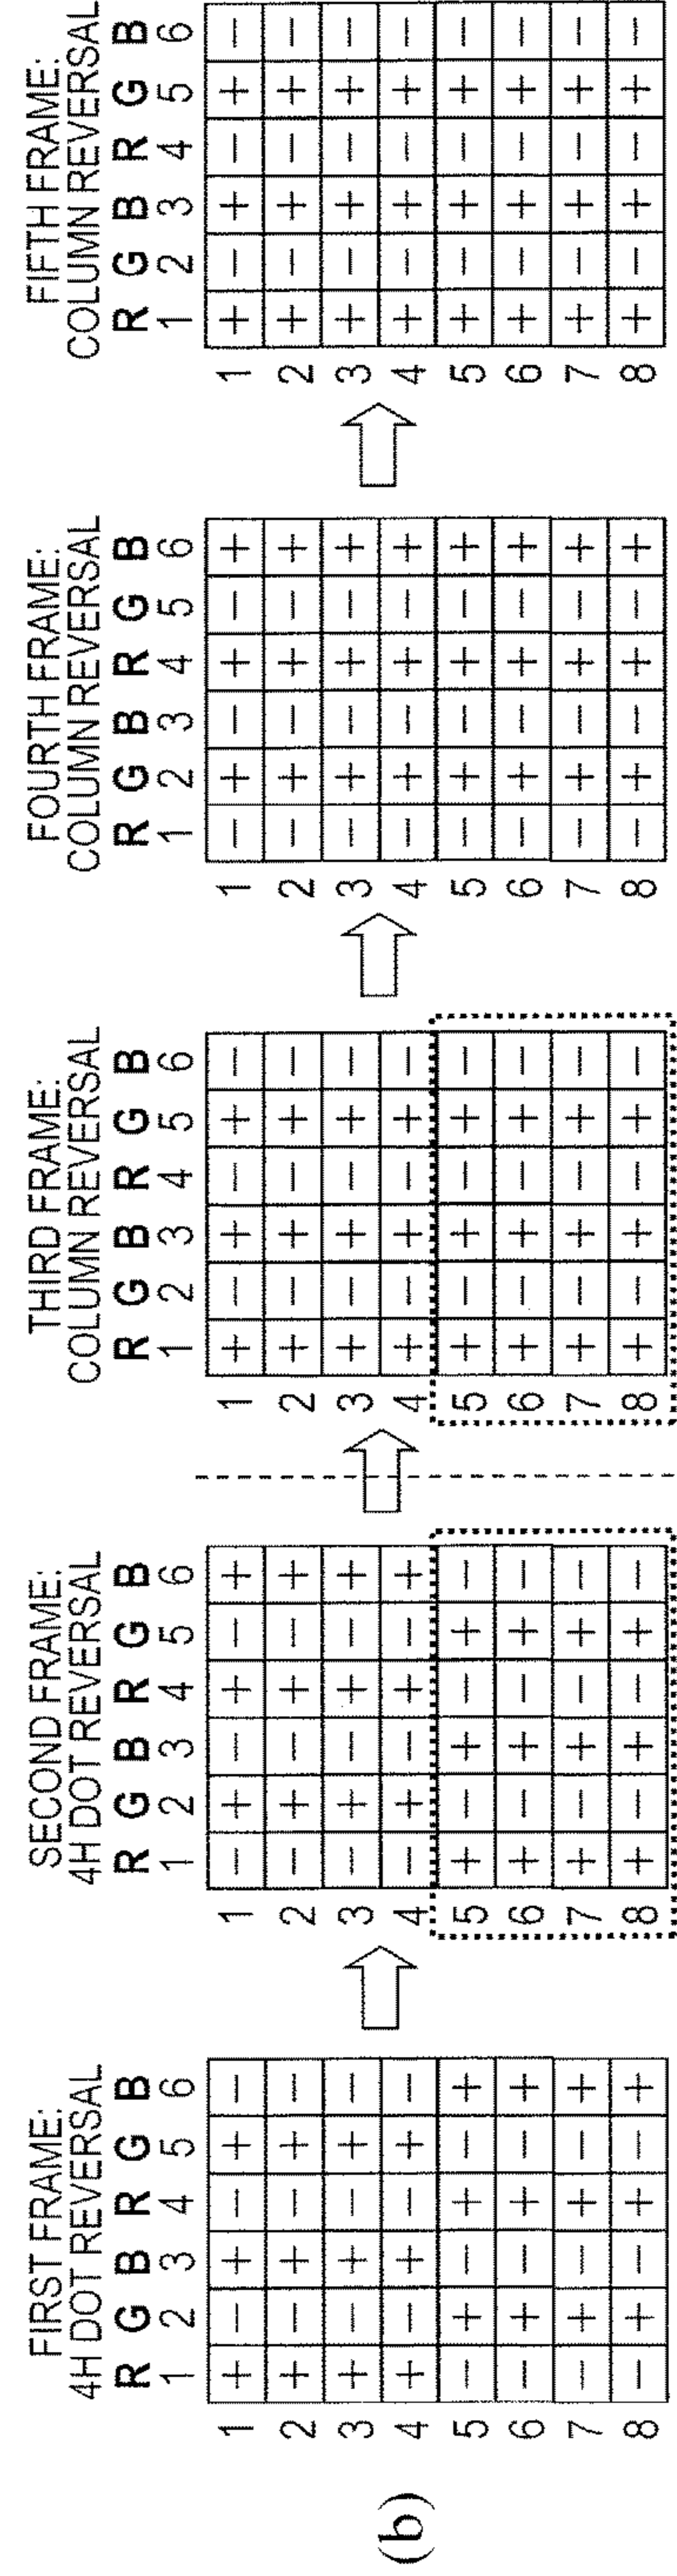 (b)
FIRST FRAME:
4H DOT REVERSAL
R G B R G B
1 2 3 4 5 6
1 + − + − + −
2 + − + − + −
3 + − + − + −
4 + − + − + −
5 − + − + − +
6 − + − + − +
7 − + − + − +
8 − + − + − +
SECOND FRAME:
4H DOT REVERSAL
R G B R G B
1 2 3 4 5 6
1 − + − + − +
2 − + − + − +
3 − + − + − +
4 − + − + − +
5 + − + − + −
6 + − + − + −
7 + − + − + −
8 + − + − + −
THIRD FRAME:
COLUMN REVERSAL
R G B R G B
1 2 3 4 5 6
1 + − + − + −
2 + − + − + −
3 + − + − + −
4 + − + − + −
5 + − + − + −
6 + − + − + −
7 + − + − + −
8 + − + − + −
FOURTH FRAME:
COLUMN REVERSAL
R G B R G B
1 2 3 4 5 6
1 − + − + − +
2 − + − + − +
3 − + − + − +
4 − + − + − +
5 − + − + − +
6 − + − + − +
7 − + − + − +
8 − + − + − +
FIFTH FRAME:
COLUMN REVERSAL
R G B R G B
1 2 3 4 5 6
1 + − + − + −
2 + − + − + −
3 + − + − + −
4 + − + − + −
5 + − + − + −
6 + − + − + −
7 + − + − + −
8 + − + − + −